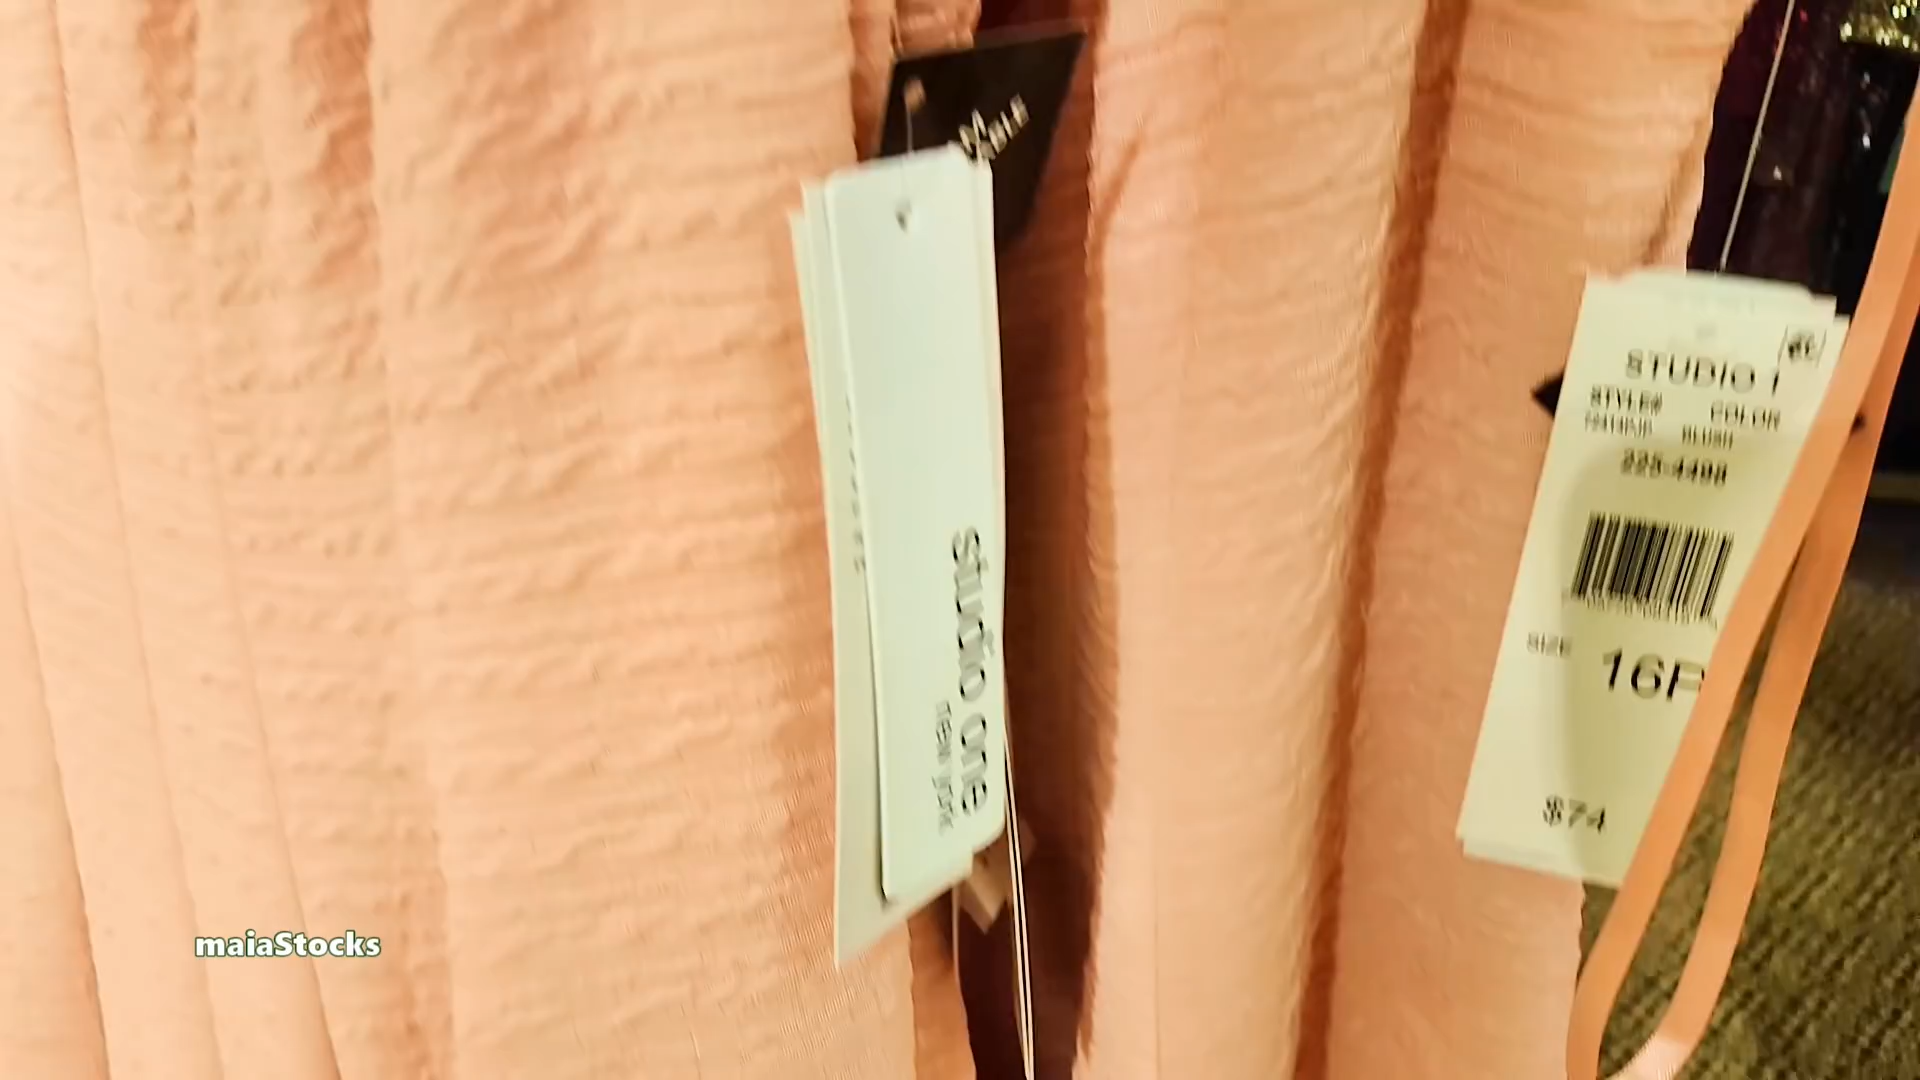 studio one
new york
STUDIO 1
STYLE# COLOR
BLUSH
225-4498
SIZE
16P
$74
maiaStocks